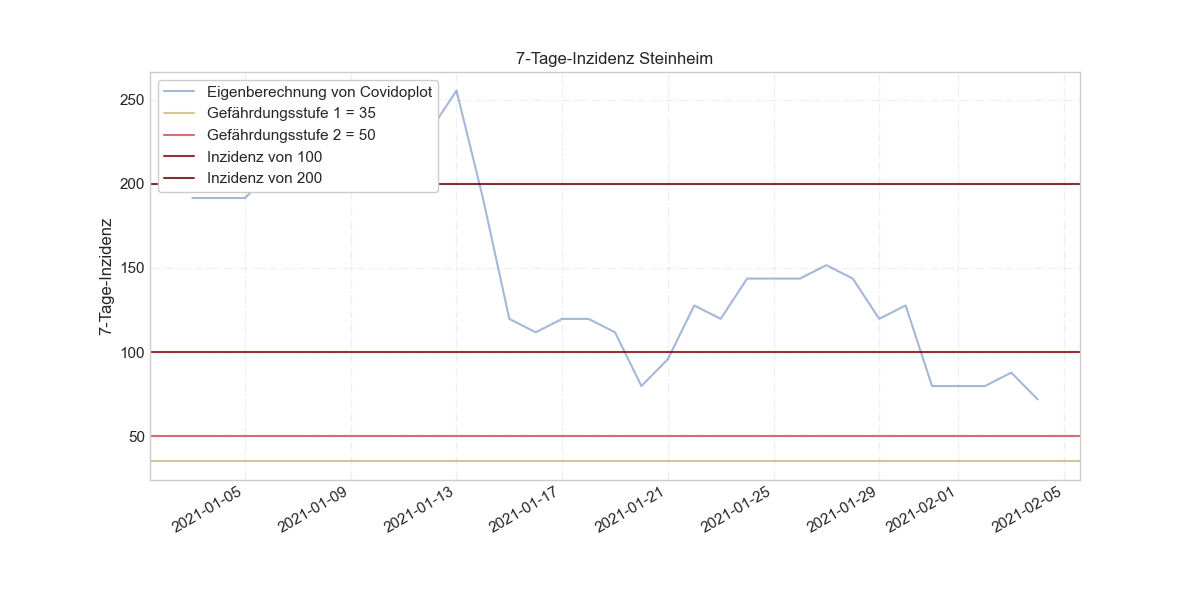 7-Tage-Inzidenz Steinheim
Eigenberechnung von Covidoplot
Gefährdungsstufe 1 = 35
Gefährdungsstufe 2 = 50
Inzidenz von 100
Inzidenz von 200
7-Tage-Inzidenz
250
200
150
100
50
2021-01-05
2021-01-09
2021-01-13
2021-01-17
2021-01-21
2021-01-25
2021-01-29
2021-02-01
2021-02-05